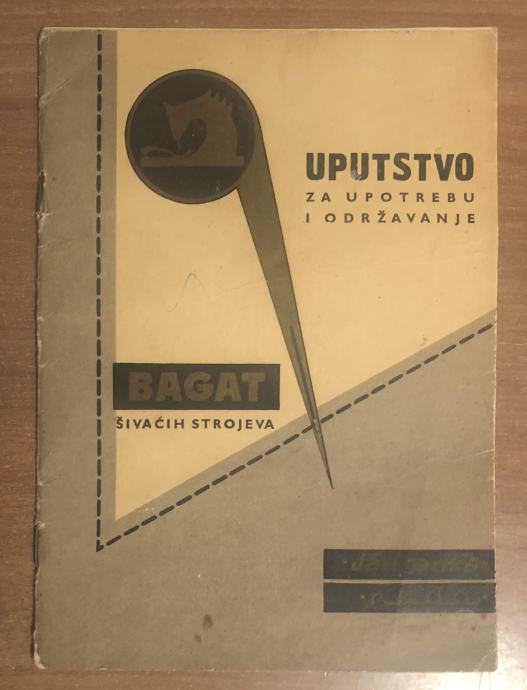 UPUTSTVO
ZA UPOTREBU
I ODRŽAVANJE
BAGAT
ŠIVAĆIH STROJEVA